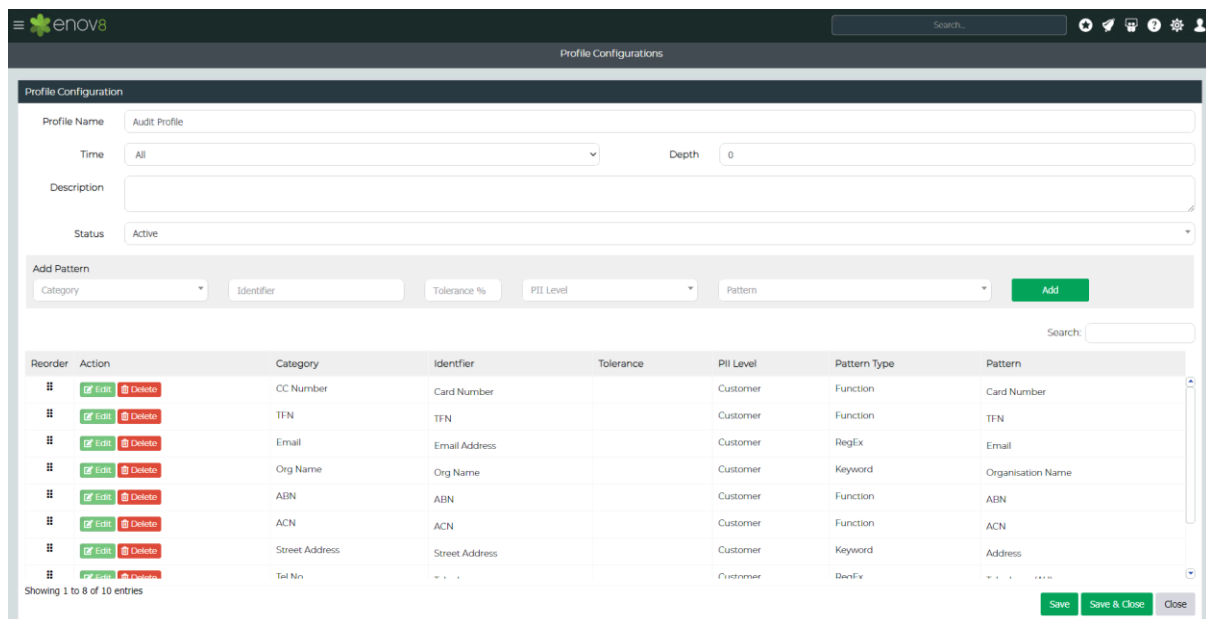 enov8
Search...
Profile Configurations
Profile Configuration
Profile Name Audit Profile
Time All Depth 0
Description
Status Active
Add Pattern
Category Identifier Tolerance % PII Level Pattern Add
Search:
Reorder Action Category Identfier Tolerance PII Level Pattern Type Pattern
Edit Delete CC Number Card Number Customer Function Card Number
Edit Delete TFN TFN Customer Function TFN
Edit Delete Email Email Address Customer RegEx Email
Edit Delete Org Name Org Name Customer Keyword Organisation Name
Edit Delete ABN ABN Customer Function ABN
Edit Delete ACN ACN Customer Function ACN
Edit Delete Street Address Street Address Customer Keyword Address
Edit Delete Tel No Customer RegEx
Showing 1 to 8 of 10 entries
Save Save & Close Close